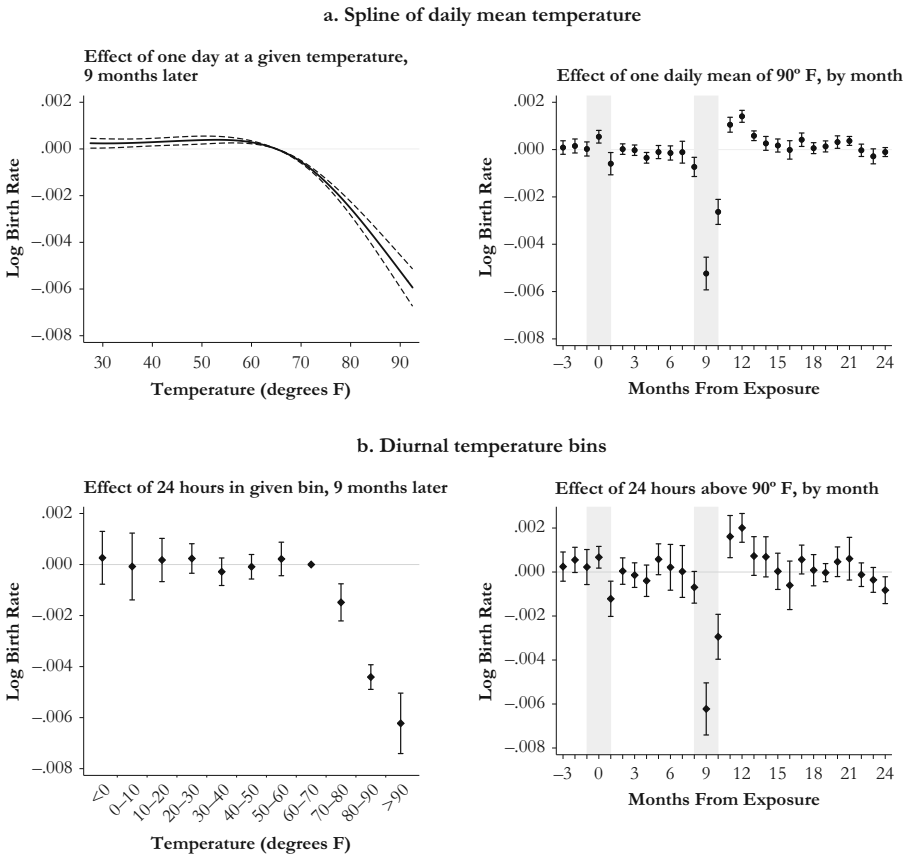 a. Spline of daily mean temperature
Effect of one day at a given temperature,
9 months later
Log Birth Rate
.002
.000
–.002
–.004
–.006
–.008
30 40 50 60 70 80 90
Temperature (degrees F)
Effect of one daily mean of 90º F, by month
Log Birth Rate
.002
.000
–.002
–.004
–.006
–.008
–3 0 3 6 9 12 15 18 21 24
Months From Exposure
b. Diurnal temperature bins
Effect of 24 hours in given bin, 9 months later
Log Birth Rate
.002
.000
–.002
–.004
–.006
–.008
<0 0–10 10–20 20–30 30–40 40–50 50–60 60–70 70–80 80–90 >90
Temperature (degrees F)
Effect of 24 hours above 90º F, by month
Log Birth Rate
.002
.000
–.002
–.004
–.006
–.008
–3 0 3 6 9 12 15 18 21 24
Months From Exposure